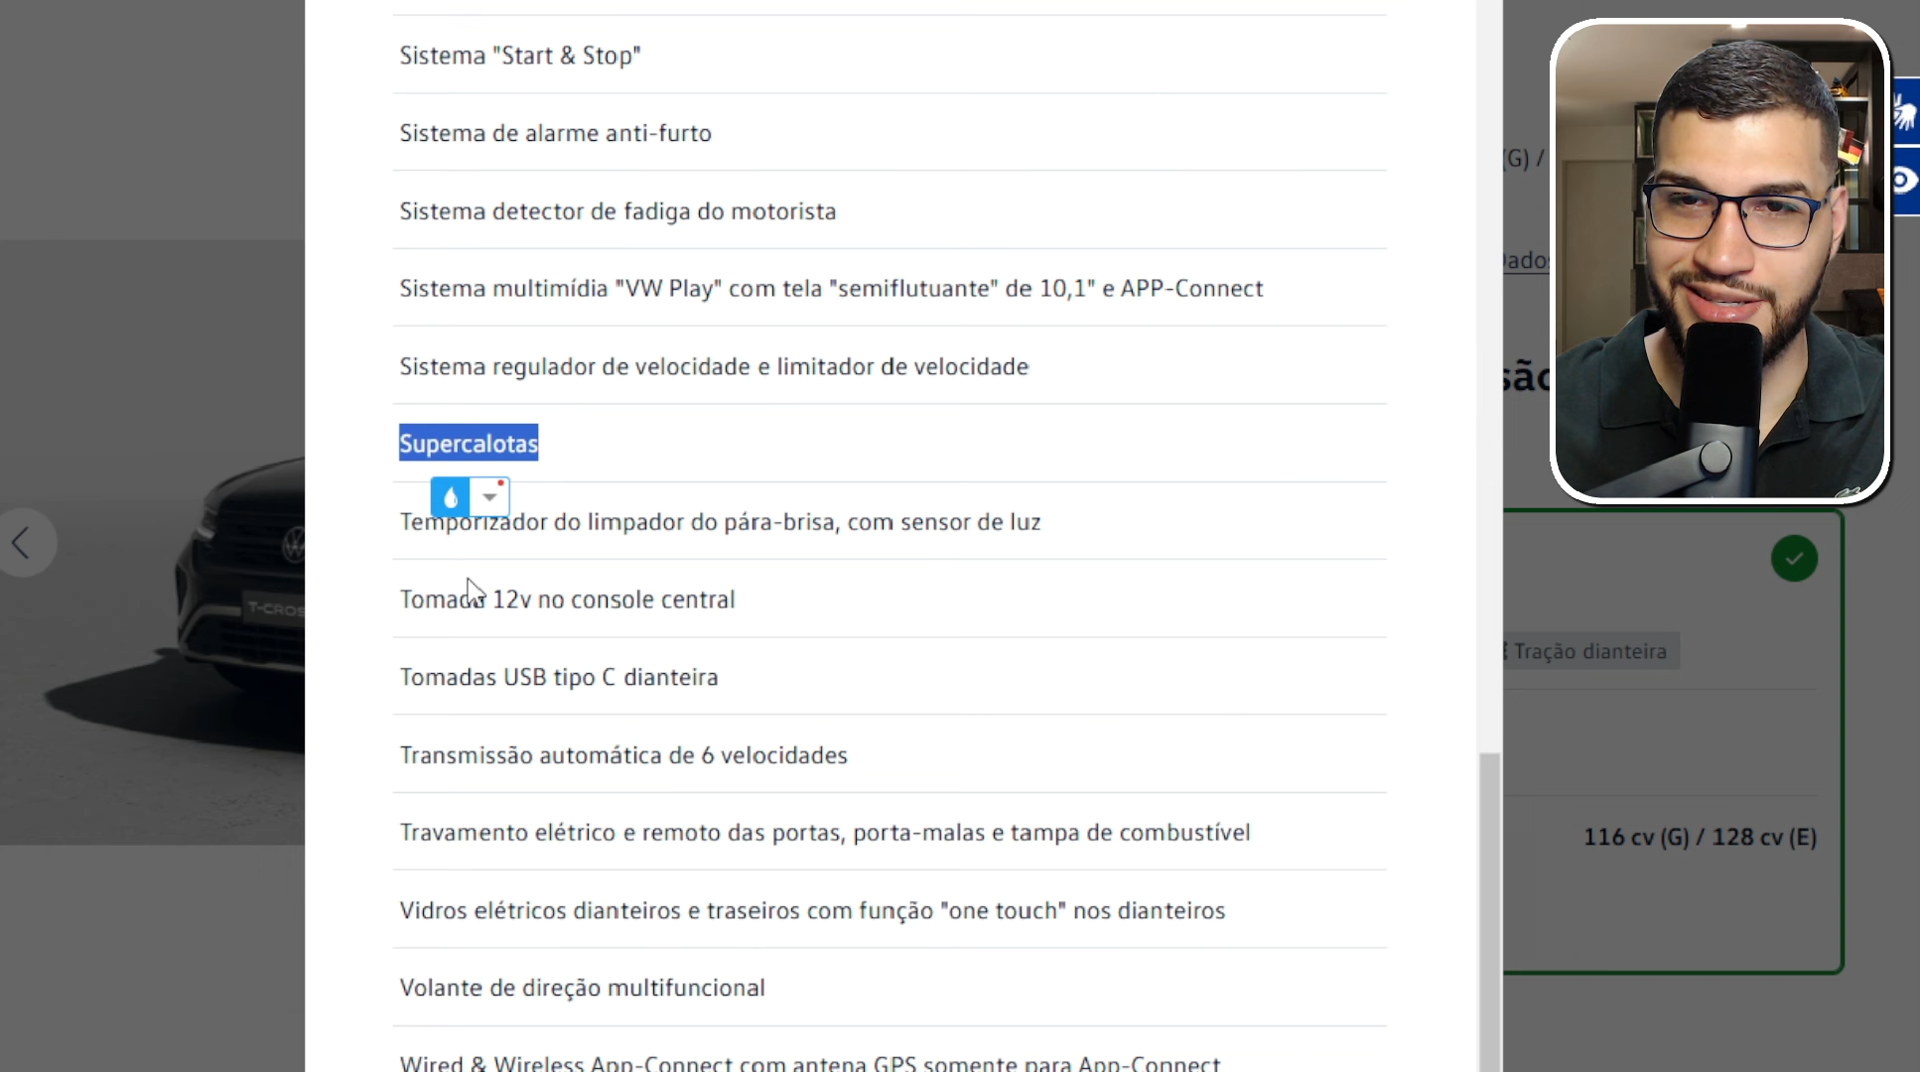 Sistema "Start & Stop"
Sistema de alarme anti-furto
(G) /
Sistema detector de fadiga do motorista
Sistema multimídia "VW Play" com tela "semiflutuante" de 10,1" e APP-Connect
Sistema regulador de velocidade e limitador de velocidade
Supercalotas
Temporizador do limpador do pára-brisa, com sensor de luz
Tomada 12v no console central
T-CROS
Tração dianteira
Tomadas USB tipo C dianteira
Transmissão automática de 6 velocidades
Travamento elétrico e remoto das portas, porta-malas e tampa de combustível
116 cv (G) / 128 cv (E)
Vidros elétricos dianteiros e traseiros com função "one touch" nos dianteiros
Volante de direção multifuncional
Wired & Wireless App-Connect com antena GPS somente para App-Connect